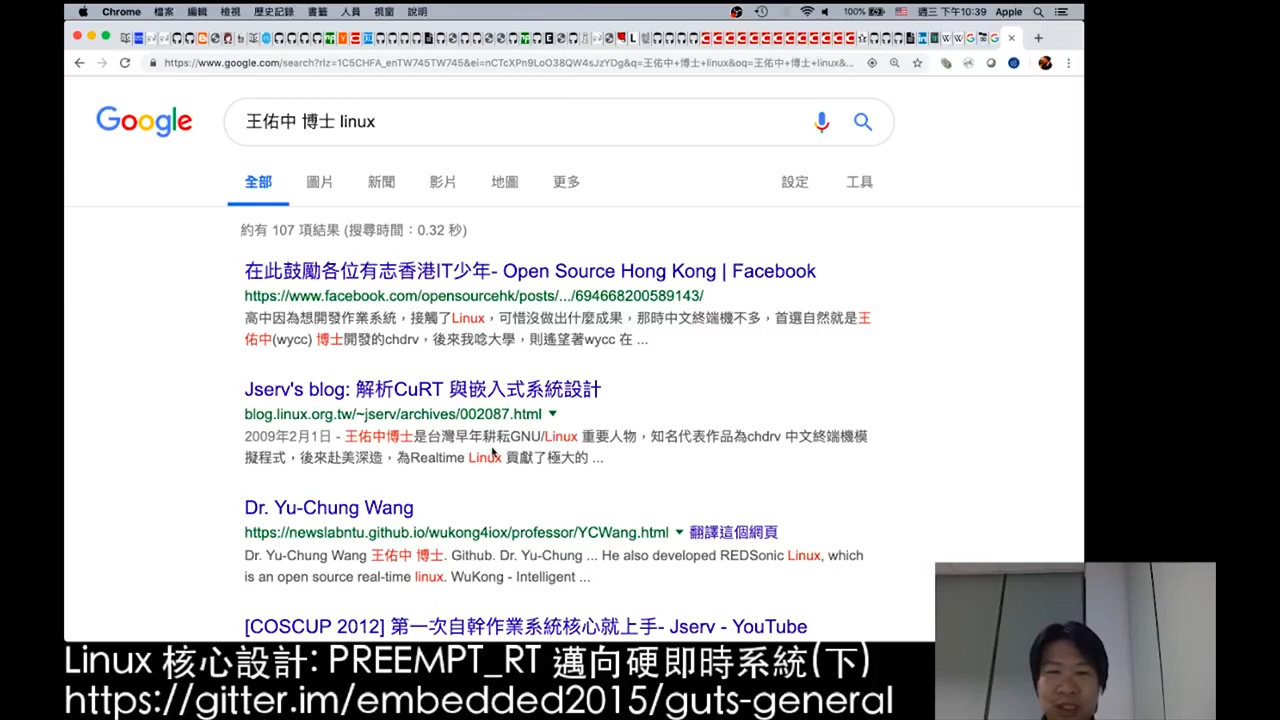 Chrome 檔案 編輯 檢視 歷史記錄 書籤 人員 視窗 說明 100% 週三 下午10:39 Apple
https://www.google.com/search?rlz=1C5CHFA_enTW745TW745&ei=nCTcXPn9LoO38QW4sJzYDg&q=王佑中+博士+linux&oq=王佑中+博士+linux&...
Google 王佑中 博士 linux
全部 圖片 新聞 影片 地圖 更多 設定 工具
約有 107 項結果 (搜尋時間：0.32 秒)
在此鼓勵各位有志香港IT少年- Open Source Hong Kong | Facebook
https://www.facebook.com/opensourcehk/posts/.../694668200589143/
高中因為想開發作業系統，接觸了Linux，可惜沒做出什麼成果，那時中文終端機不多，首選自然就是王
佑中(wycc) 博士開發的chdrv，後來我唸大學，則遙望著wycc 在 ...
Jserv's blog: 解析CuRT 與嵌入式系統設計
blog.linux.org.tw/~jserv/archives/002087.html
2009年2月1日 - 王佑中博士是台灣早年耕耘GNU/Linux 重要人物，知名代表作品為chdrv 中文終端機模
擬程式，後來赴美深造，為Realtime Linux 貢獻了極大的 ...
Dr. Yu-Chung Wang
https://newslabntu.github.io/wukong4iox/professor/YCWang.html 翻譯這個網頁
Dr. Yu-Chung Wang 王佑中 博士. Github. Dr. Yu-Chung ... He also developed REDSonic Linux, which
is an open source real-time linux. WuKong - Intelligent ...
[COSCUP 2012] 第一次自幹作業系統核心就上手- Jserv - YouTube
Linux 核心設計: PREEMPT_RT 邁向硬即時系統(下)
https://gitter.im/embedded2015/guts-general